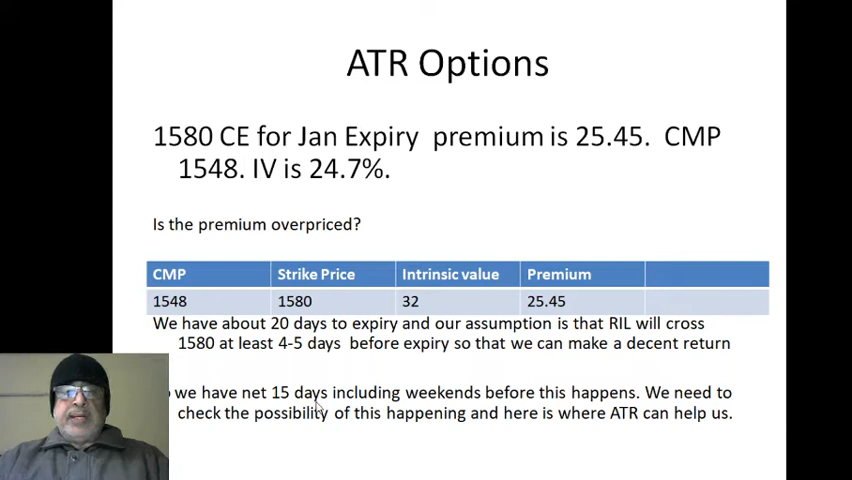 ATR Options
1580 CE for Jan Expiry premium is 25.45. CMP
1548. IV is 24.7%.
Is the premium overpriced?
CMP Strike Price Intrinsic value Premium
1548 1580 32 25.45
We have about 20 days to expiry and our assumption is that RIL will cross
1580 at least 4-5 days before expiry so that we can make a decent return
we have net 15 days including weekends before this happens. We need to
check the possibility of this happening and here is where ATR can help us.